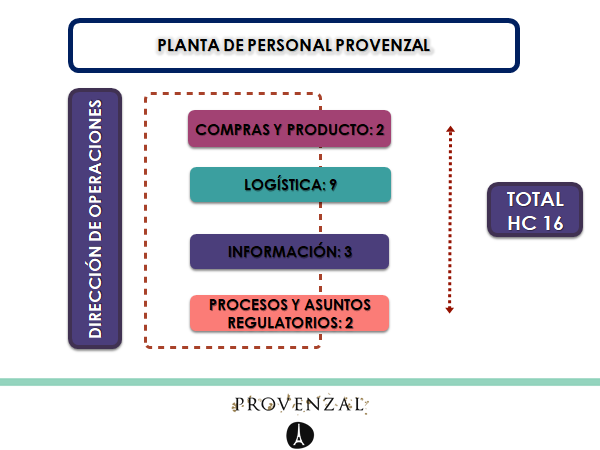 PLANTA DE PERSONAL PROVENZAL
DIRECCIÓN DE OPERACIONES
COMPRAS Y PRODUCTO: 2
LOGÍSTICA: 9
INFORMACIÓN: 3
PROCESOS Y ASUNTOS
REGULATORIOS: 2
TOTAL
HC 16
PROVENZAL